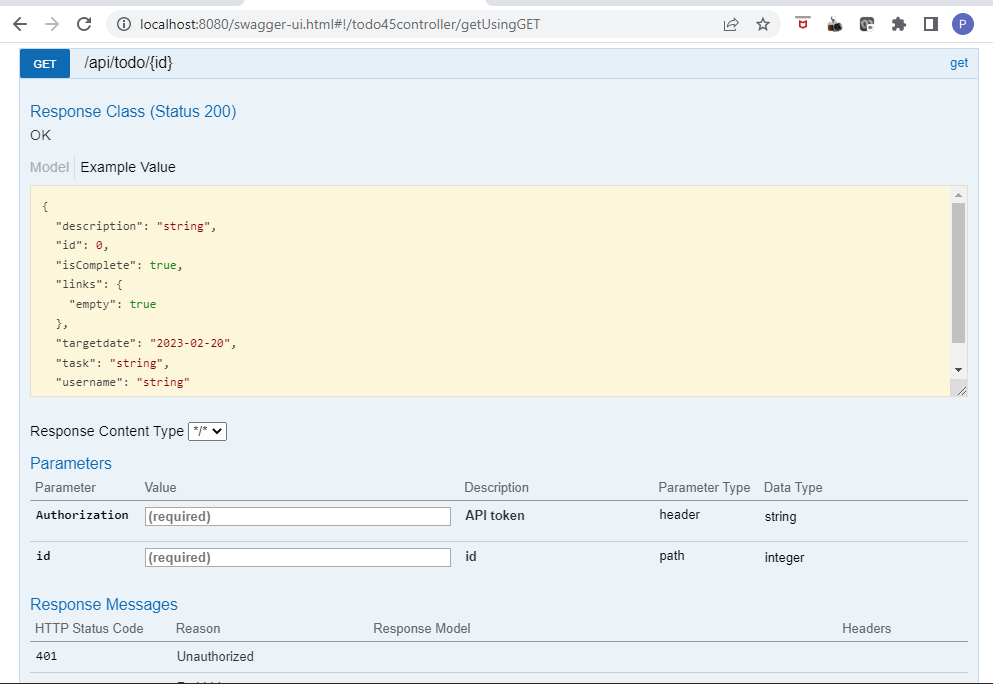 localhost:8080/swagger-ui.html#!/todo45controller/getUsingGET
P
GET /api/todo/{id} get
Response Class (Status 200)
OK
Model Example Value
{
"description": "string",
"id": 0,
"isComplete": true,
"links": {
"empty": true
},
"targetdate": "2023-02-20",
"task": "string",
"username": "string"
Response Content Type */*
Parameters
Parameter Value Description Parameter Type Data Type
Authorization (required) API token header string
id (required) id path integer
Response Messages
HTTP Status Code Reason Response Model Headers
401 Unauthorized